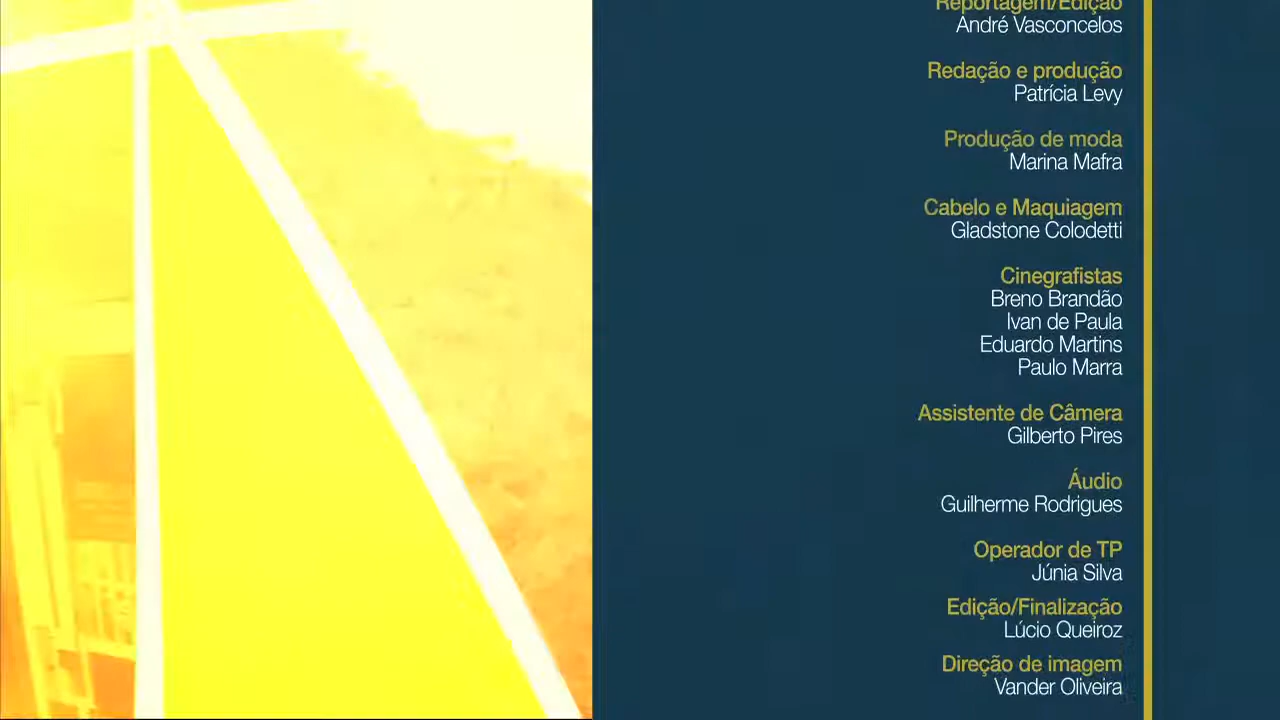 Reportagem/Edição
André Vasconcelos
Redação e produção
Patrícia Levy
Produção de moda
Marina Mafra
Cabelo e Maquiagem
Gladstone Colodetti
Cinegrafistas
Breno Brandão
Ivan de Paula
Eduardo Martins
Paulo Marra
Assistente de Câmera
Gilberto Pires
Áudio
Guilherme Rodrigues
Operador de TP
Júnia Silva
Edição/Finalização
Lúcio Queiroz
Direção de imagem
Vander Oliveira